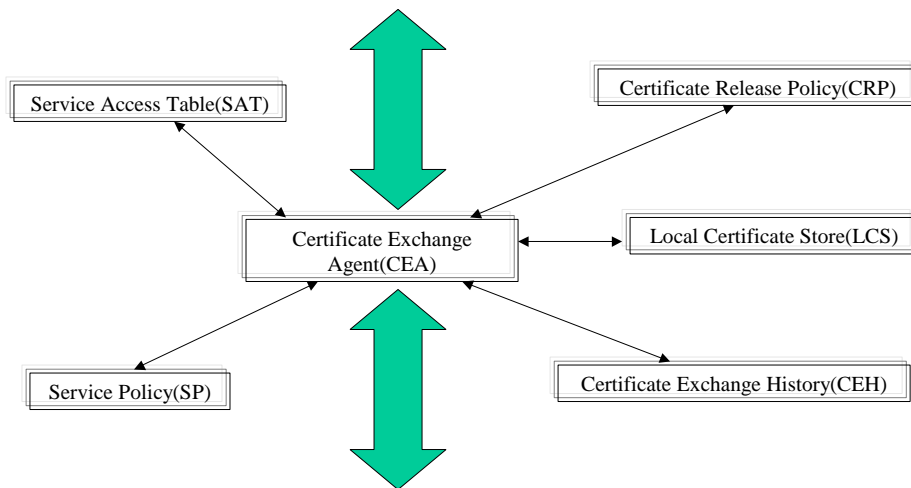 Service Access Table(SAT)
Certificate Release Policy(CRP)
Certificate Exchange
Agent(CEA)
Local Certificate Store(LCS)
Service Policy(SP)
Certificate Exchange History(CEH)